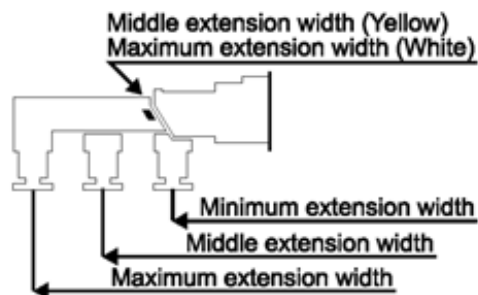 Middle extension width (Yellow)
Maximum extension width (White)
Minimum extension width
Middle extension width
Maximum extension width